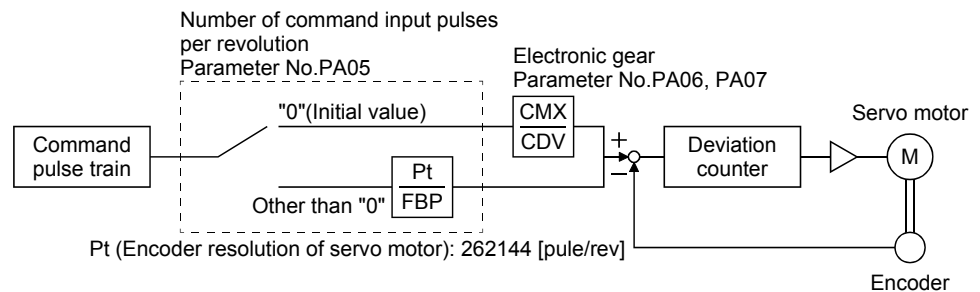 Number of command input pulses
per revolution
Parameter No.PA05
Electronic gear
Parameter No.PA06, PA07
Servo motor
"0"(Initial value)
CMX
CDV
Command
pulse train
+
−
Deviation
counter
M
Pt
FBP
Other than "0"
Pt (Encoder resolution of servo motor): 262144 [pule/rev]
Encoder